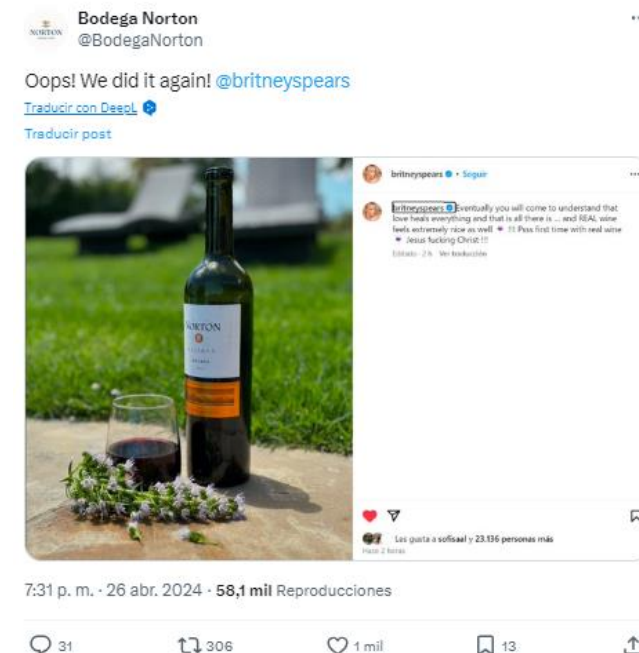 Bodega Norton
NORTON
@BodegaNorton
Oops! We did it again! @britneyspears
Traducir con DeepL
Traducir post
britneyspears • Seguir
britneyspears Eventually you will come to understand that
love heals everything and that is all there is ... and REAL wine
feels extremely nice as well 🌹 !!! Psss first time with real wine
🌹 Jesus fucking Christ !!!
Editado · 2 h Ver traducción
NORTON
Les gusta a sofisaal y 23.136 personas más
Hace 2 horas
7:31 p. m. · 26 abr. 2024 · 58,1 mil Reproducciones
31 306 1 mil 13